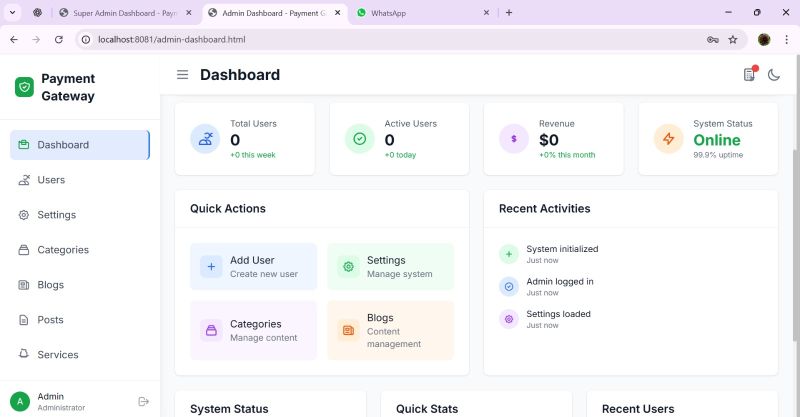 Super Admin Dashboard - Paym
Admin Dashboard - Payment G
WhatsApp
localhost:8081/admin-dashboard.html
Payment
Gateway
Dashboard
Users
Settings
Categories
Blogs
Posts
Services
A
Admin
Administrator
Dashboard
Total Users
0
+0 this week
Active Users
0
+0 today
$
Revenue
$0
+0% this month
System Status
Online
99.9% uptime
Quick Actions
Add User
Create new user
Settings
Manage system
Categories
Manage content
Blogs
Content
management
Recent Activities
System initialized
Just now
Admin logged in
Just now
Settings loaded
Just now
System Status
Quick Stats
Recent Users